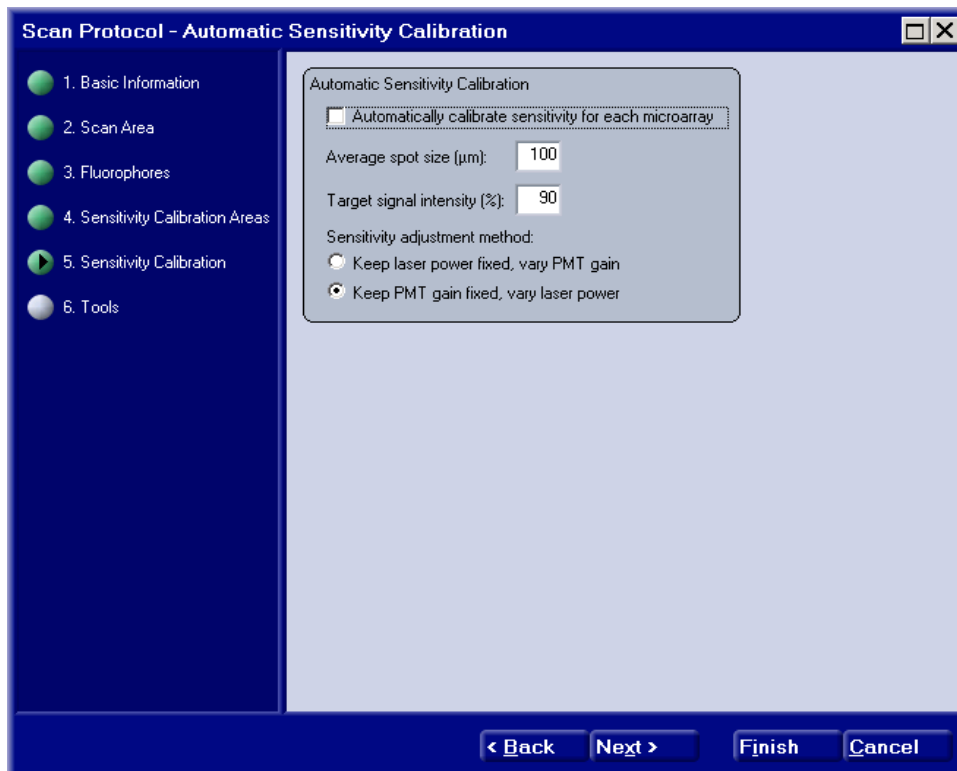 Scan Protocol - Automatic Sensitivity Calibration
1. Basic Information
2. Scan Area
3. Fluorophores
4. Sensitivity Calibration Areas
5. Sensitivity Calibration
6. Tools
Automatic Sensitivity Calibration
Automatically calibrate sensitivity for each microarray
Average spot size (µm): 100
Target signal intensity (%): 90
Sensitivity adjustment method:
Keep laser power fixed, vary PMT gain
Keep PMT gain fixed, vary laser power
< Back Next > Finish Cancel